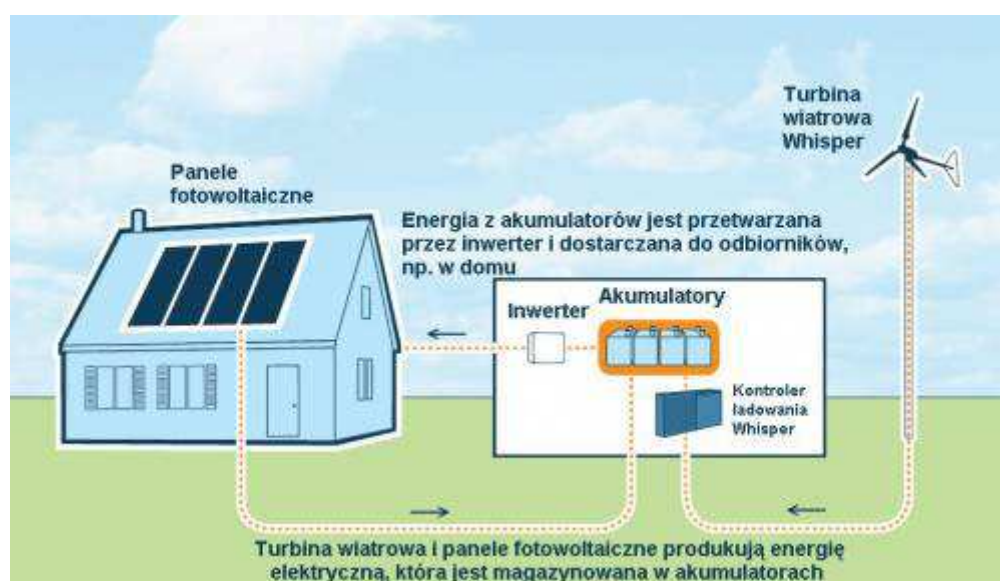 Turbina
wiatrowa
Whisper
Panele
fotowoltaiczne
Energia z akumulatorów jest przetwarzana
przez inwerter i dostarczana do odbiorników,
np. w domu
Akumulatory
Inwerter
Kontroler
ładowania
Whisper
Turbina wiatrowa i panele fotowoltaiczne produkują energię
elektryczną, która jest magazynowana w akumulatorach